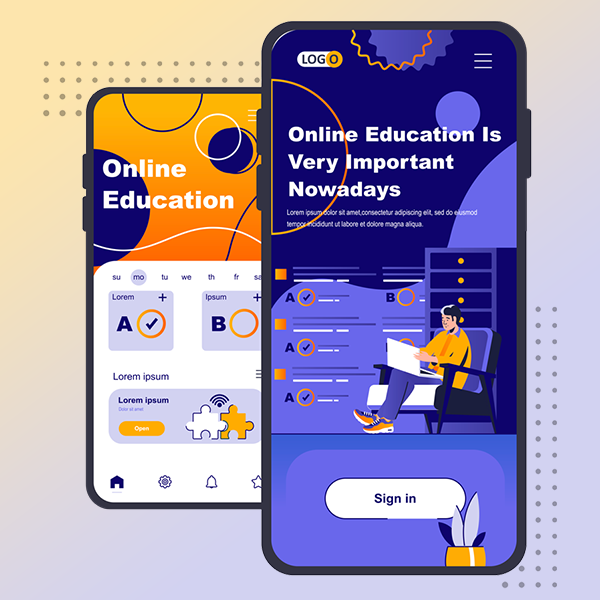 LOGO
Online Education Is
Very Important
Nowadays
Lorem ipsum dolor sit amet,consectetur adipiscing elit, sed do eiusmod
tempor incididunt ut labore et dolore magna aliqua.
A B
A
A
Sign in
Online
Education
su mo tu we th fr sa
Lorem + Ipsum +
A B
Lorem ipsum
Lorem ipsum
Dolor sit amet
Open